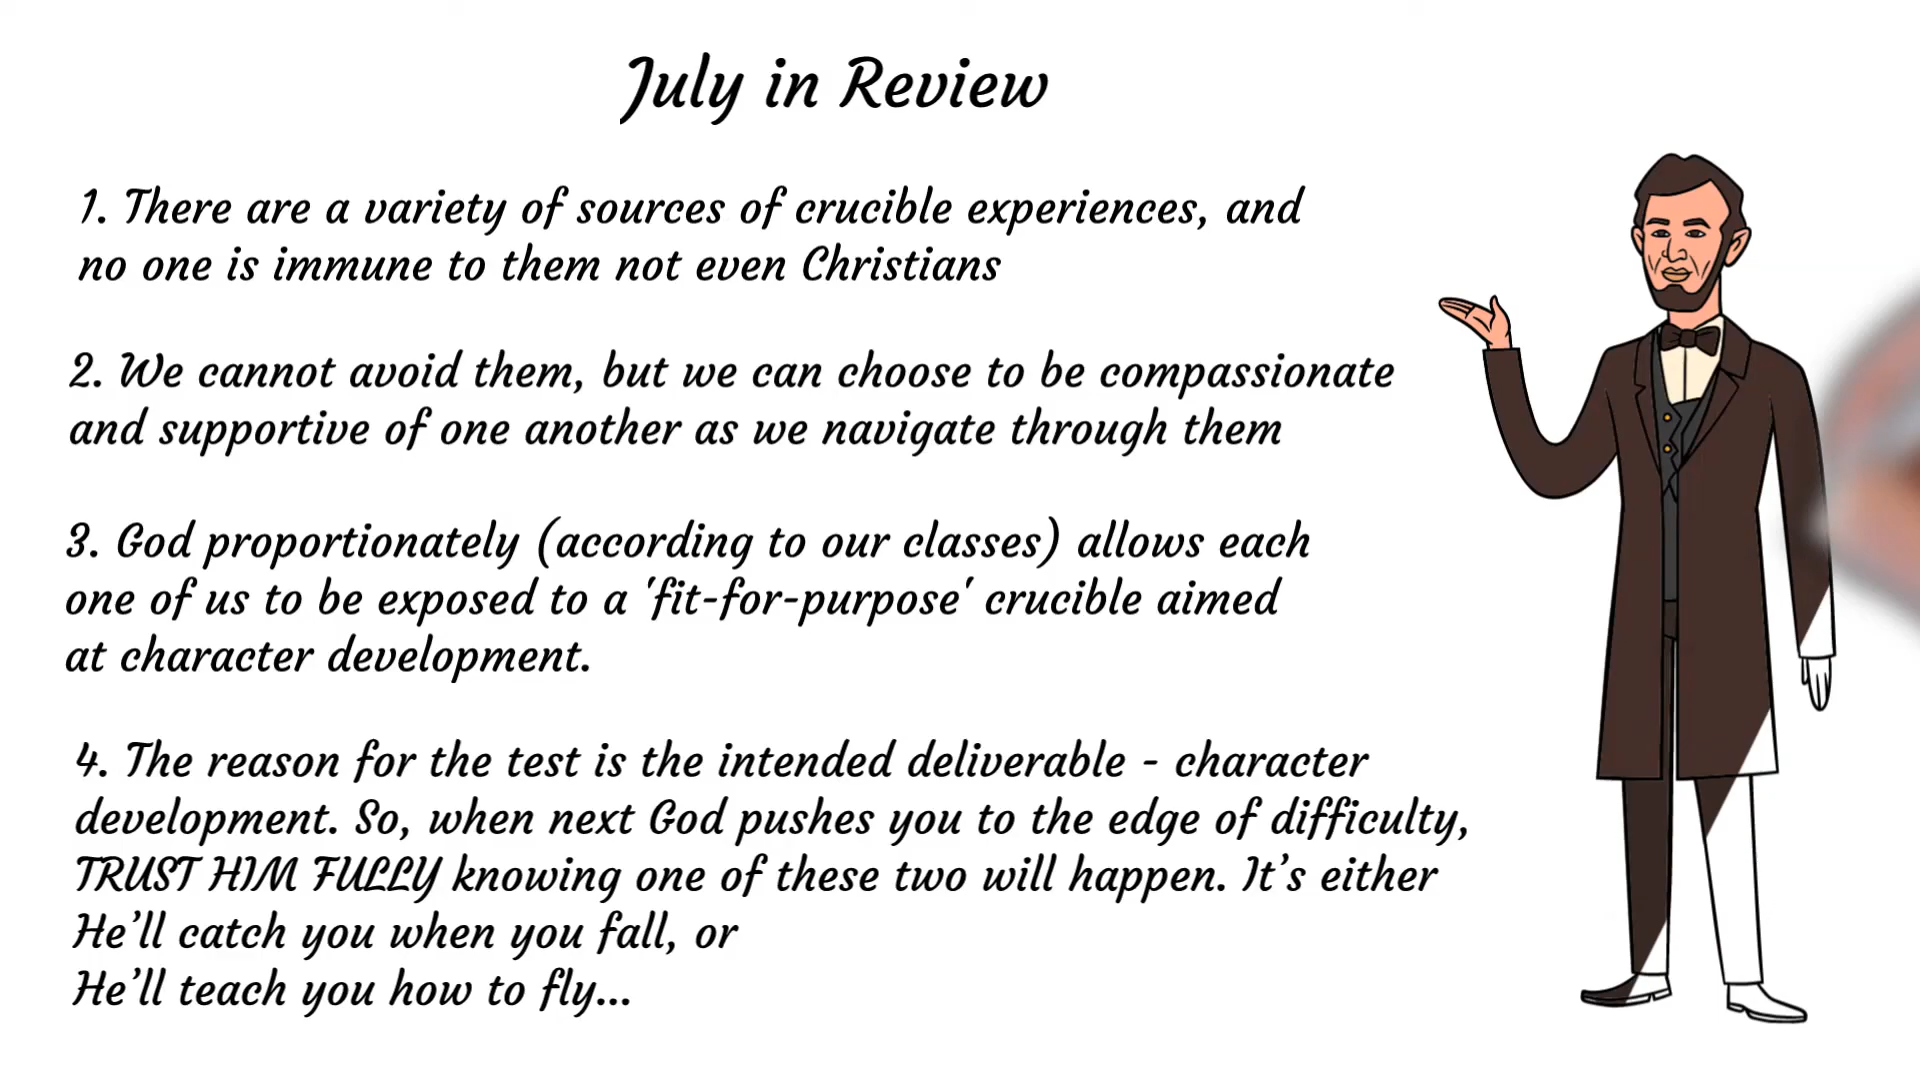 July in Review
1. There are a variety of sources of crucible experiences, and
no one is immune to them not even Christians
2. We cannot avoid them, but we can choose to be compassionate
and supportive of one another as we navigate through them
3. God proportionately (according to our classes) allows each
one of us to be exposed to a 'fit-for-purpose' crucible aimed
at character development.
4. The reason for the test is the intended deliverable - character
development. So, when next God pushes you to the edge of difficulty,
TRUST HIM FULLY knowing one of these two will happen. It’s either
He’ll catch you when you fall, or
He’ll teach you how to fly...